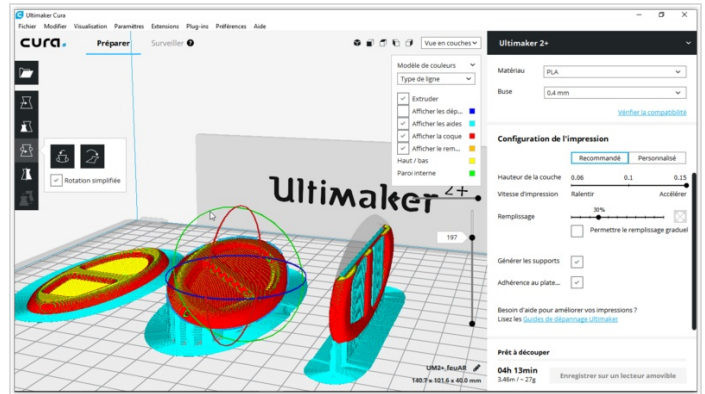 Ultimaker Cura
Fichier Modifier Visualisation Paramètres Extensions Plug-ins Préférences Aide
cura. Préparer Surveiller Vue en couches
Modèle de couleurs
Type de ligne
Extruder
Afficher les dép...
Afficher les aides
Afficher la coque
Afficher le rem...
Haut / bas
Paroi interne
Rotation simplifiée
Ultimaker 2+
197
UM2+_feuAR
140.7 x 101.6 x 40.0 mm
Ultimaker 2+
Matériau PLA
Buse 0.4 mm
Vérifier la compatibilité
Configuration de l'impression
Recommandé Personnalisé
Hauteur de la couche 0.06 0.1 0.15
Vitesse d'impression Ralentir Accélérer
Remplissage 30%
Permettre le remplissage graduel
Générer les supports
Adhérence au plate...
Besoin d'aide pour améliorer vos impressions ?
Lisez les Guides de dépannage Ultimaker
Prêt à découper
04h 13min
3.46m / ~ 27g
Enregistrer sur un lecteur amovible